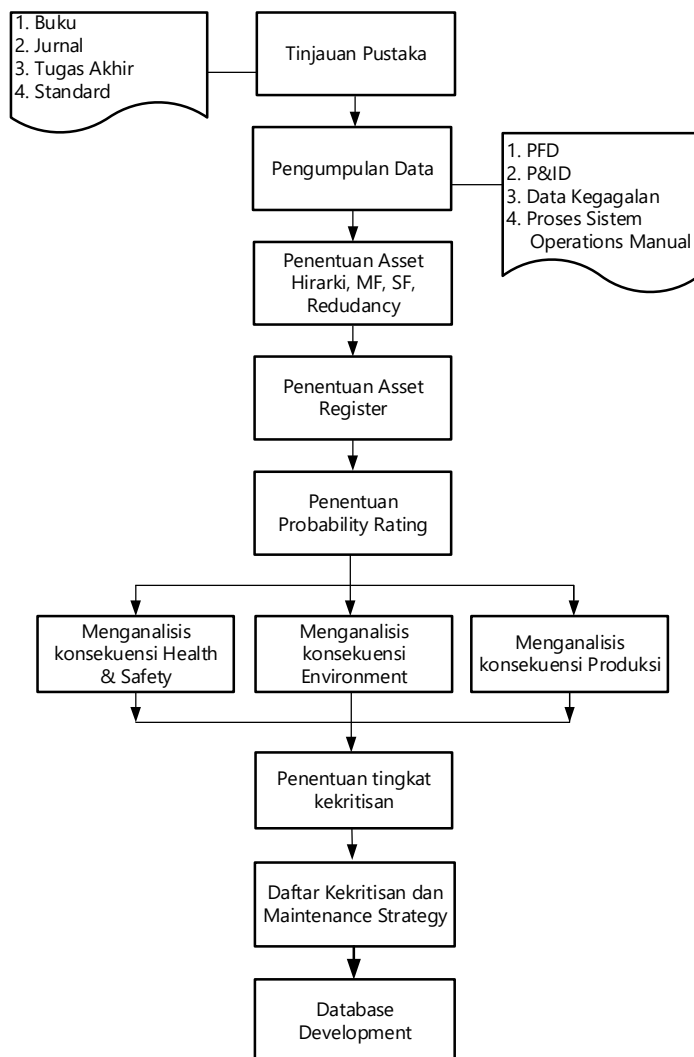 1. Buku
2. Jurnal
3. Tugas Akhir
4. Standard
Tinjauan Pustaka
Pengumpulan Data
1. PFD
2. P&ID
3. Data Kegagalan
4. Proses Sistem
Operations Manual
Penentuan Asset
Hirarki, MF, SF,
Redudancy
Penentuan Asset
Register
Penentuan
Probability Rating
Menganalisis
konsekuensi Health
& Safety
Menganalisis
konsekuensi
Environment
Menganalisis
konsekuensi Produksi
Penentuan tingkat
kekritisan
Daftar Kekritisan dan
Maintenance Strategy
Database
Development